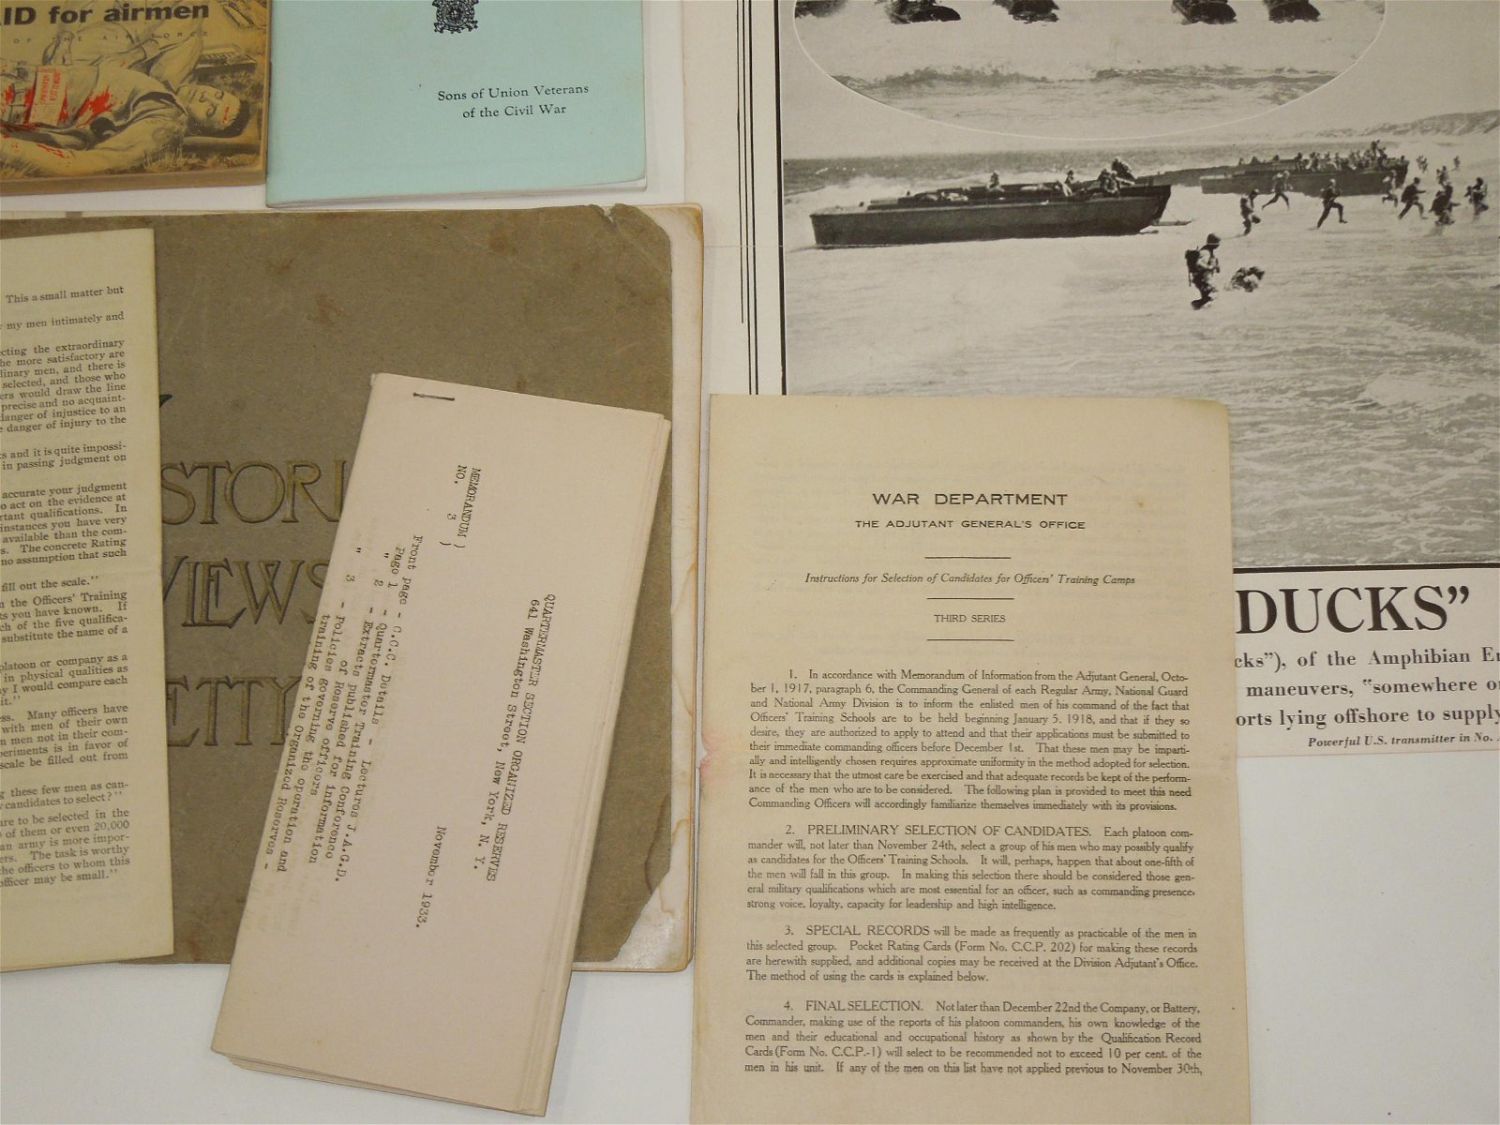 AID for airmen
Sons of Union Veterans
of the Civil War
This a small matter but
my men intimately and
cting the extraordinary
he more satisfactory are
linary men, and there is
selected, and those who
ers would draw the line
precise and no acquaint-
danger of injustice to an
danger of injury to the
s and it is quite impossi-
in passing judgment on
accurate your judgment
o act on the evidence at
rtant qualifications. In
instances you have very
available than the com-
s. The concrete Rating
no assumption that such
fill out the scale."
n the Officers' Training
ts you have known. If
ch of the five qualifica-
substitute the name of a
platoon or company as a
in physical qualities as
y I would compare each
it."
ss. Many officers have
with men of their own
n men not in their com-
periments is in favor of
scale be filled out from
g these few men as can-
candidates to select?"
are to be selected in the
of them or even 20,000
an army is more impor-
ers. The task is worthy
he officers to whom this
officer may be small."
STORI
VIEWS
ETTY
MEMORANDUM )
NO. 3 )
QUARTERMASTER SECTION ORGANIZED RESERVES
641 Washington Street, New York, N. Y.
November 1933.
Front page - C.C.C. Details - Lectures J.A.G.D.
Page 1 - Quartermaster Training Conference
" 2 - Extracts published for information
of Reserve officers
" 3 - Policies governing the operation and
training of the Organized Reserves -
WAR DEPARTMENT
THE ADJUTANT GENERAL'S OFFICE
Instructions for Selection of Candidates for Officers' Training Camps
THIRD SERIES
1. In accordance with Memorandum of Information from the Adjutant General, Octo-
ber 1, 1917, paragraph 6, the Commanding General of each Regular Army, National Guard
and National Army Division is to inform the enlisted men of his command of the fact that
Officers' Training Schools are to be held beginning January 5, 1918, and that if they so
desire, they are authorized to apply to attend and that their applications must be submitted to
their immediate commanding officers before December 1st. That these men may be imparti-
ally and intelligently chosen requires approximate uniformity in the method adopted for selection.
It is necessary that the utmost care be exercised and that adequate records be kept of the perform-
ance of the men who are to be considered. The following plan is provided to meet this need
Commanding Officers will accordingly familiarize themselves immediately with its provisions.
2. PRELIMINARY SELECTION OF CANDIDATES. Each platoon com-
mander will, not later than November 24th, select a group of his men who may possibly qualify
as candidates for the Officers' Training Schools. It will, perhaps, happen that about one-fifth of
the men will fall in this group. In making this selection there should be considered those gen-
eral military qualifications which are most essential for an officer, such as commanding presence,
strong voice, loyalty, capacity for leadership and high intelligence.
3. SPECIAL RECORDS will be made as frequently as practicable of the men in
this selected group. Pocket Rating Cards (Form No. C.C.P. 202) for making these records
are herewith supplied, and additional copies may be received at the Division Adjutant's Office.
The method of using the cards is explained below.
4. FINAL SELECTION. Not later than December 22nd the Company, or Battery,
Commander, making use of the reports of his platoon commanders, his own knowledge of the
men and their educational and occupational history as shown by the Qualification Record
Cards (Form No. C.C.P.-1) will select to be recommended not to exceed 10 per cent. of the
men in his unit. If any of the men on this list have not applied previous to November 30th,
DUCKS"
cks"), of the Amphibian En
maneuvers, "somewhere o
orts lying offshore to supply
Powerful U.S. transmitter in No.